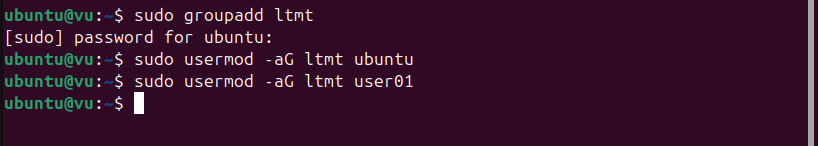 ubuntu@vu:~$ sudo groupadd ltmt
[sudo] password for ubuntu:
ubuntu@vu:~$ sudo usermod -aG ltmt ubuntu
ubuntu@vu:~$ sudo usermod -aG ltmt user01
ubuntu@vu:~$